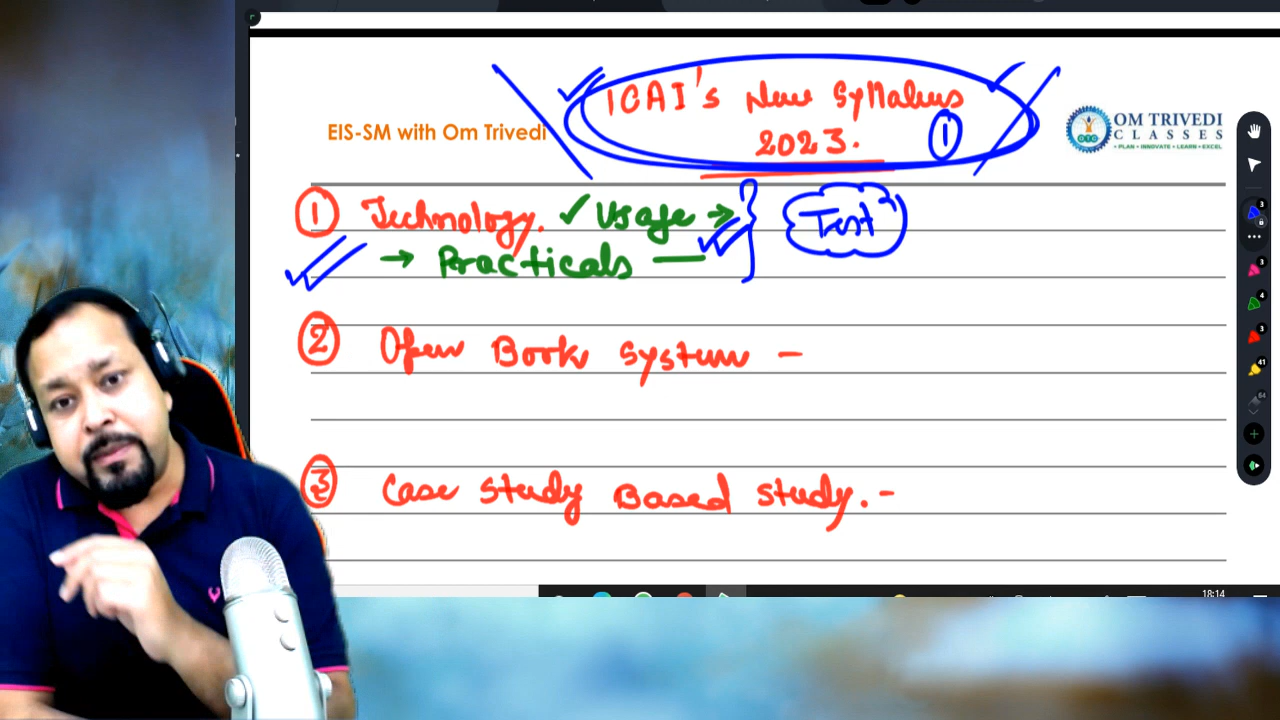 ICAI's New Syllabus
2023. ①
EIS-SM with Om Trivedi
OM TRIVEDI
CLASSES
• PLAN • INNOVATE • LEARN • EXCEL
① Technology. ✓ Usage → Test
→ Practicals —
② Open Book System -
③ Case Study Based Study. -
18:14